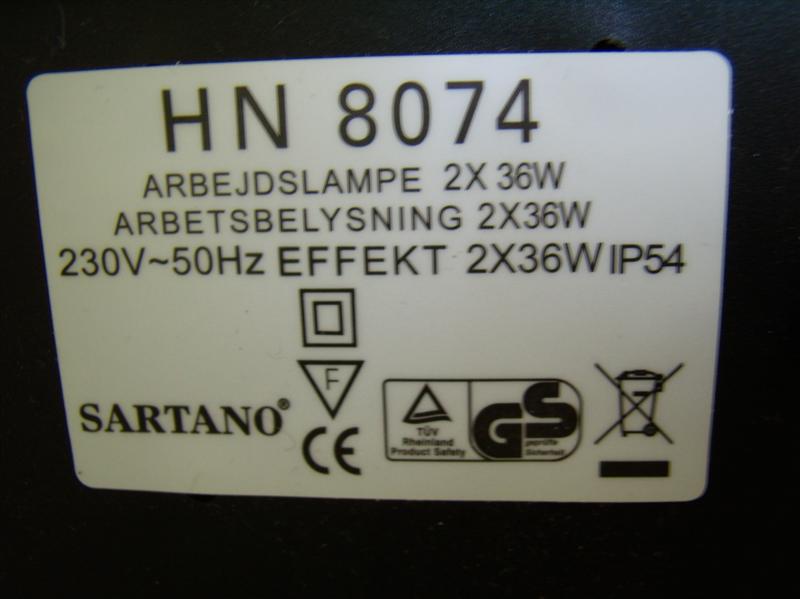 HN 8074
ARBEJDSLAMPE 2X 36W
ARBETSBELYSNING 2X36W
230V~50Hz EFFEKT 2X36W IP54
F
SARTANO®
CE
TÜV
Rheinland
Product Safety
GS
geprüfte
Sicherheit